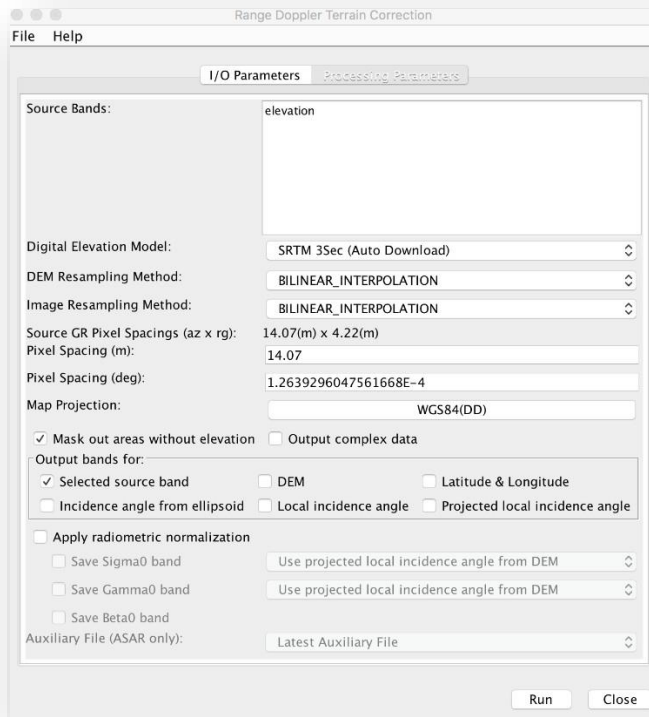 Range Doppler Terrain Correction
File Help
I/O Parameters Processing Parameters
Source Bands: elevation
Digital Elevation Model: SRTM 3Sec (Auto Download)
DEM Resampling Method: BILINEAR_INTERPOLATION
Image Resampling Method: BILINEAR_INTERPOLATION
Source GR Pixel Spacings (az x rg): 14.07(m) x 4.22(m)
Pixel Spacing (m): 14.07
Pixel Spacing (deg): 1.2639296047561668E-4
Map Projection: WGS84(DD)
Mask out areas without elevation Output complex data
Output bands for:
Selected source band DEM Latitude & Longitude
Incidence angle from ellipsoid Local incidence angle Projected local incidence angle
Apply radiometric normalization
Save Sigma0 band Use projected local incidence angle from DEM
Save Gamma0 band Use projected local incidence angle from DEM
Save Beta0 band
Auxiliary File (ASAR only): Latest Auxiliary File
Run Close